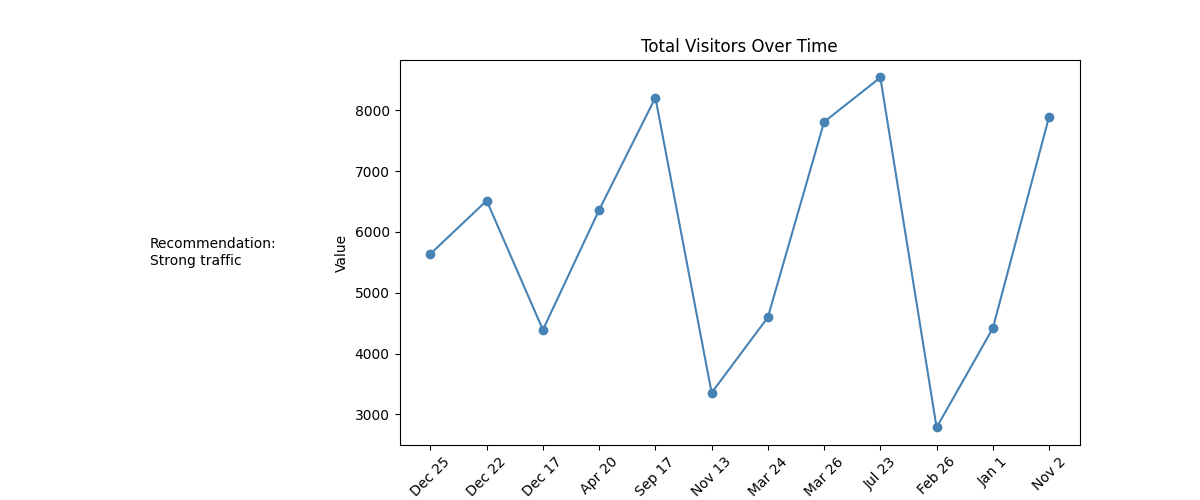 Total Visitors Over Time
Recommendation:
Strong traffic
Value
8000
7000
6000
5000
4000
3000
Dec 25
Dec 22
Dec 17
Apr 20
Sep 17
Nov 13
Mar 24
Mar 26
Jul 23
Feb 26
Jan 1
Nov 2